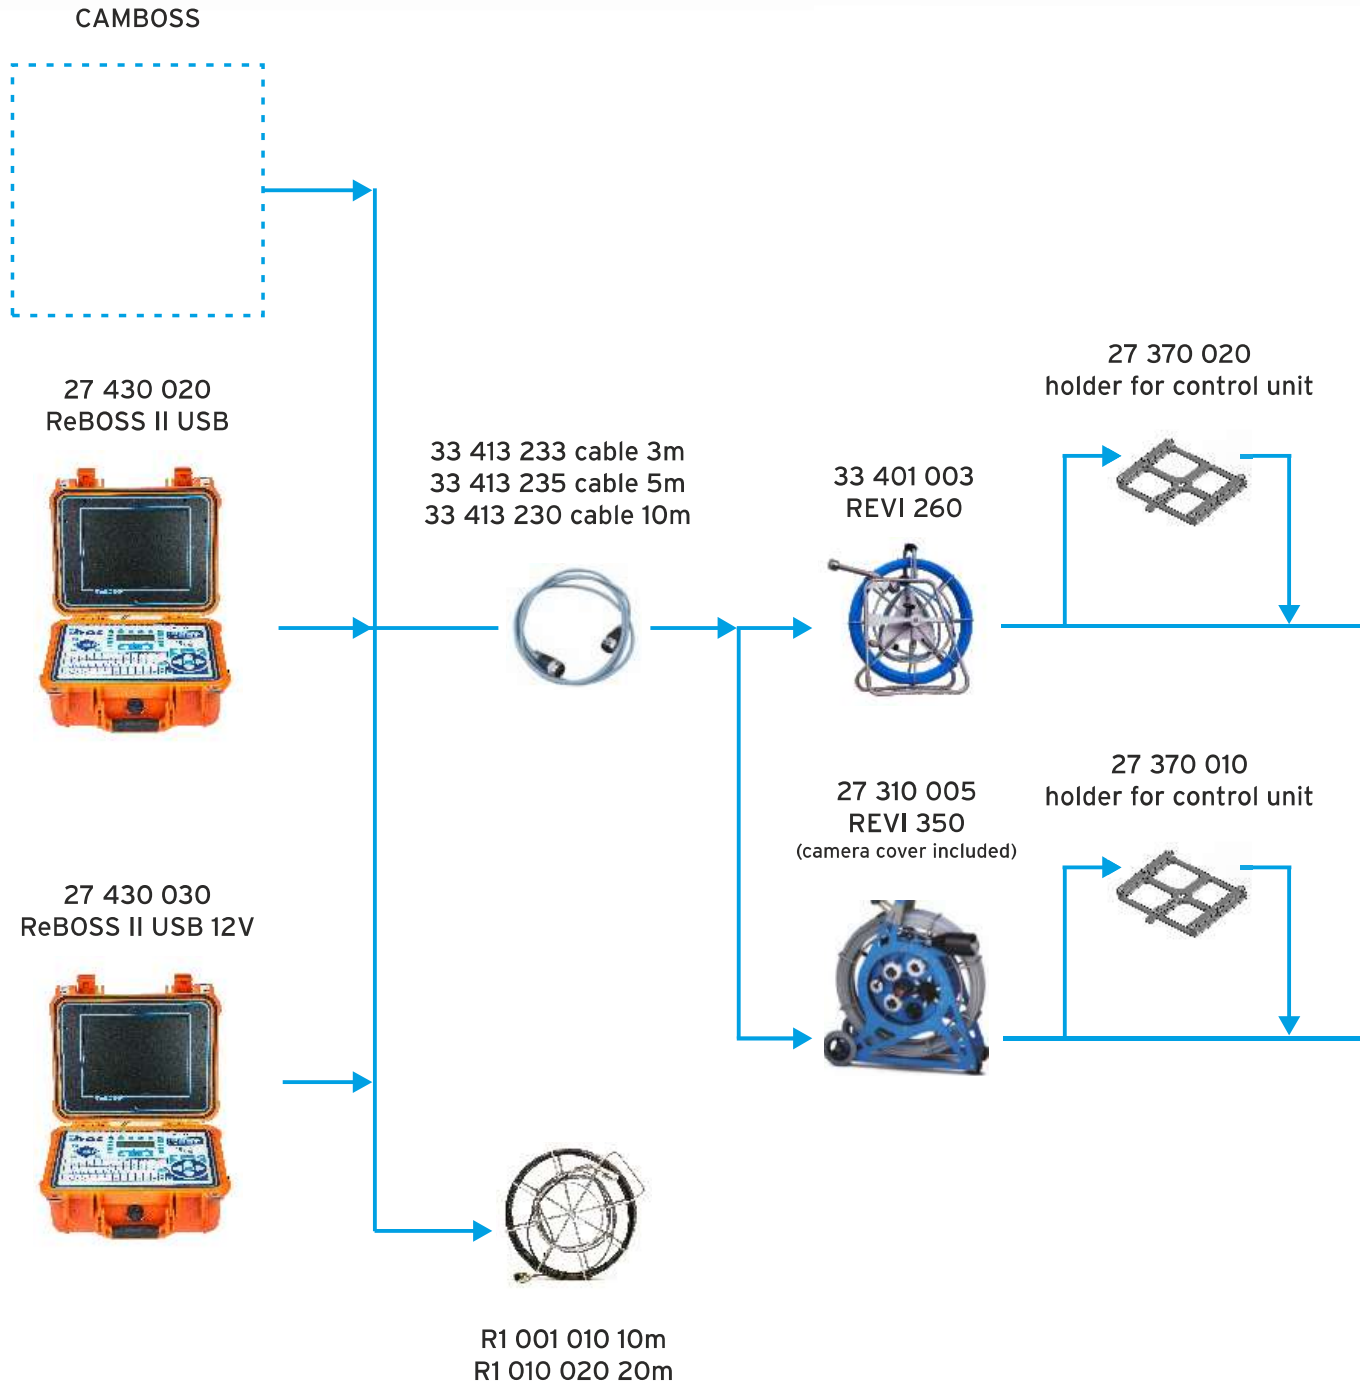 CAMBOSS
27 430 020
ReBOSS II USB
33 413 233 cable 3m
33 413 235 cable 5m
33 413 230 cable 10m
33 401 003
REVI 260
27 370 020
holder for control unit
27 310 005
REVI 350
(camera cover included)
27 370 010
holder for control unit
27 430 030
ReBOSS II USB 12V
R1 001 010 10m
R1 010 020 20m